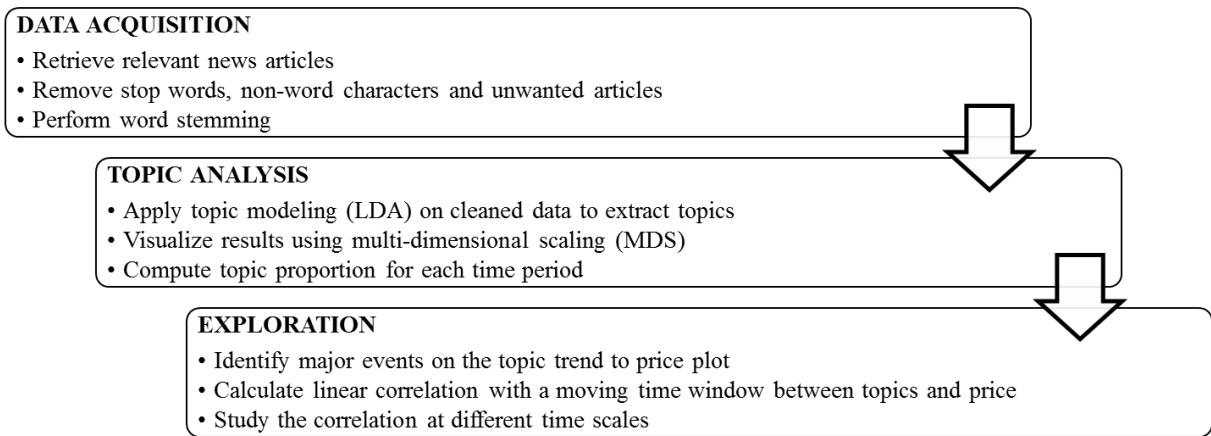 DATA ACQUISITION
• Retrieve relevant news articles
• Remove stop words, non-word characters and unwanted articles
• Perform word stemming
TOPIC ANALYSIS
• Apply topic modeling (LDA) on cleaned data to extract topics
• Visualize results using multi-dimensional scaling (MDS)
• Compute topic proportion for each time period
EXPLORATION
• Identify major events on the topic trend to price plot
• Calculate linear correlation with a moving time window between topics and price
• Study the correlation at different time scales